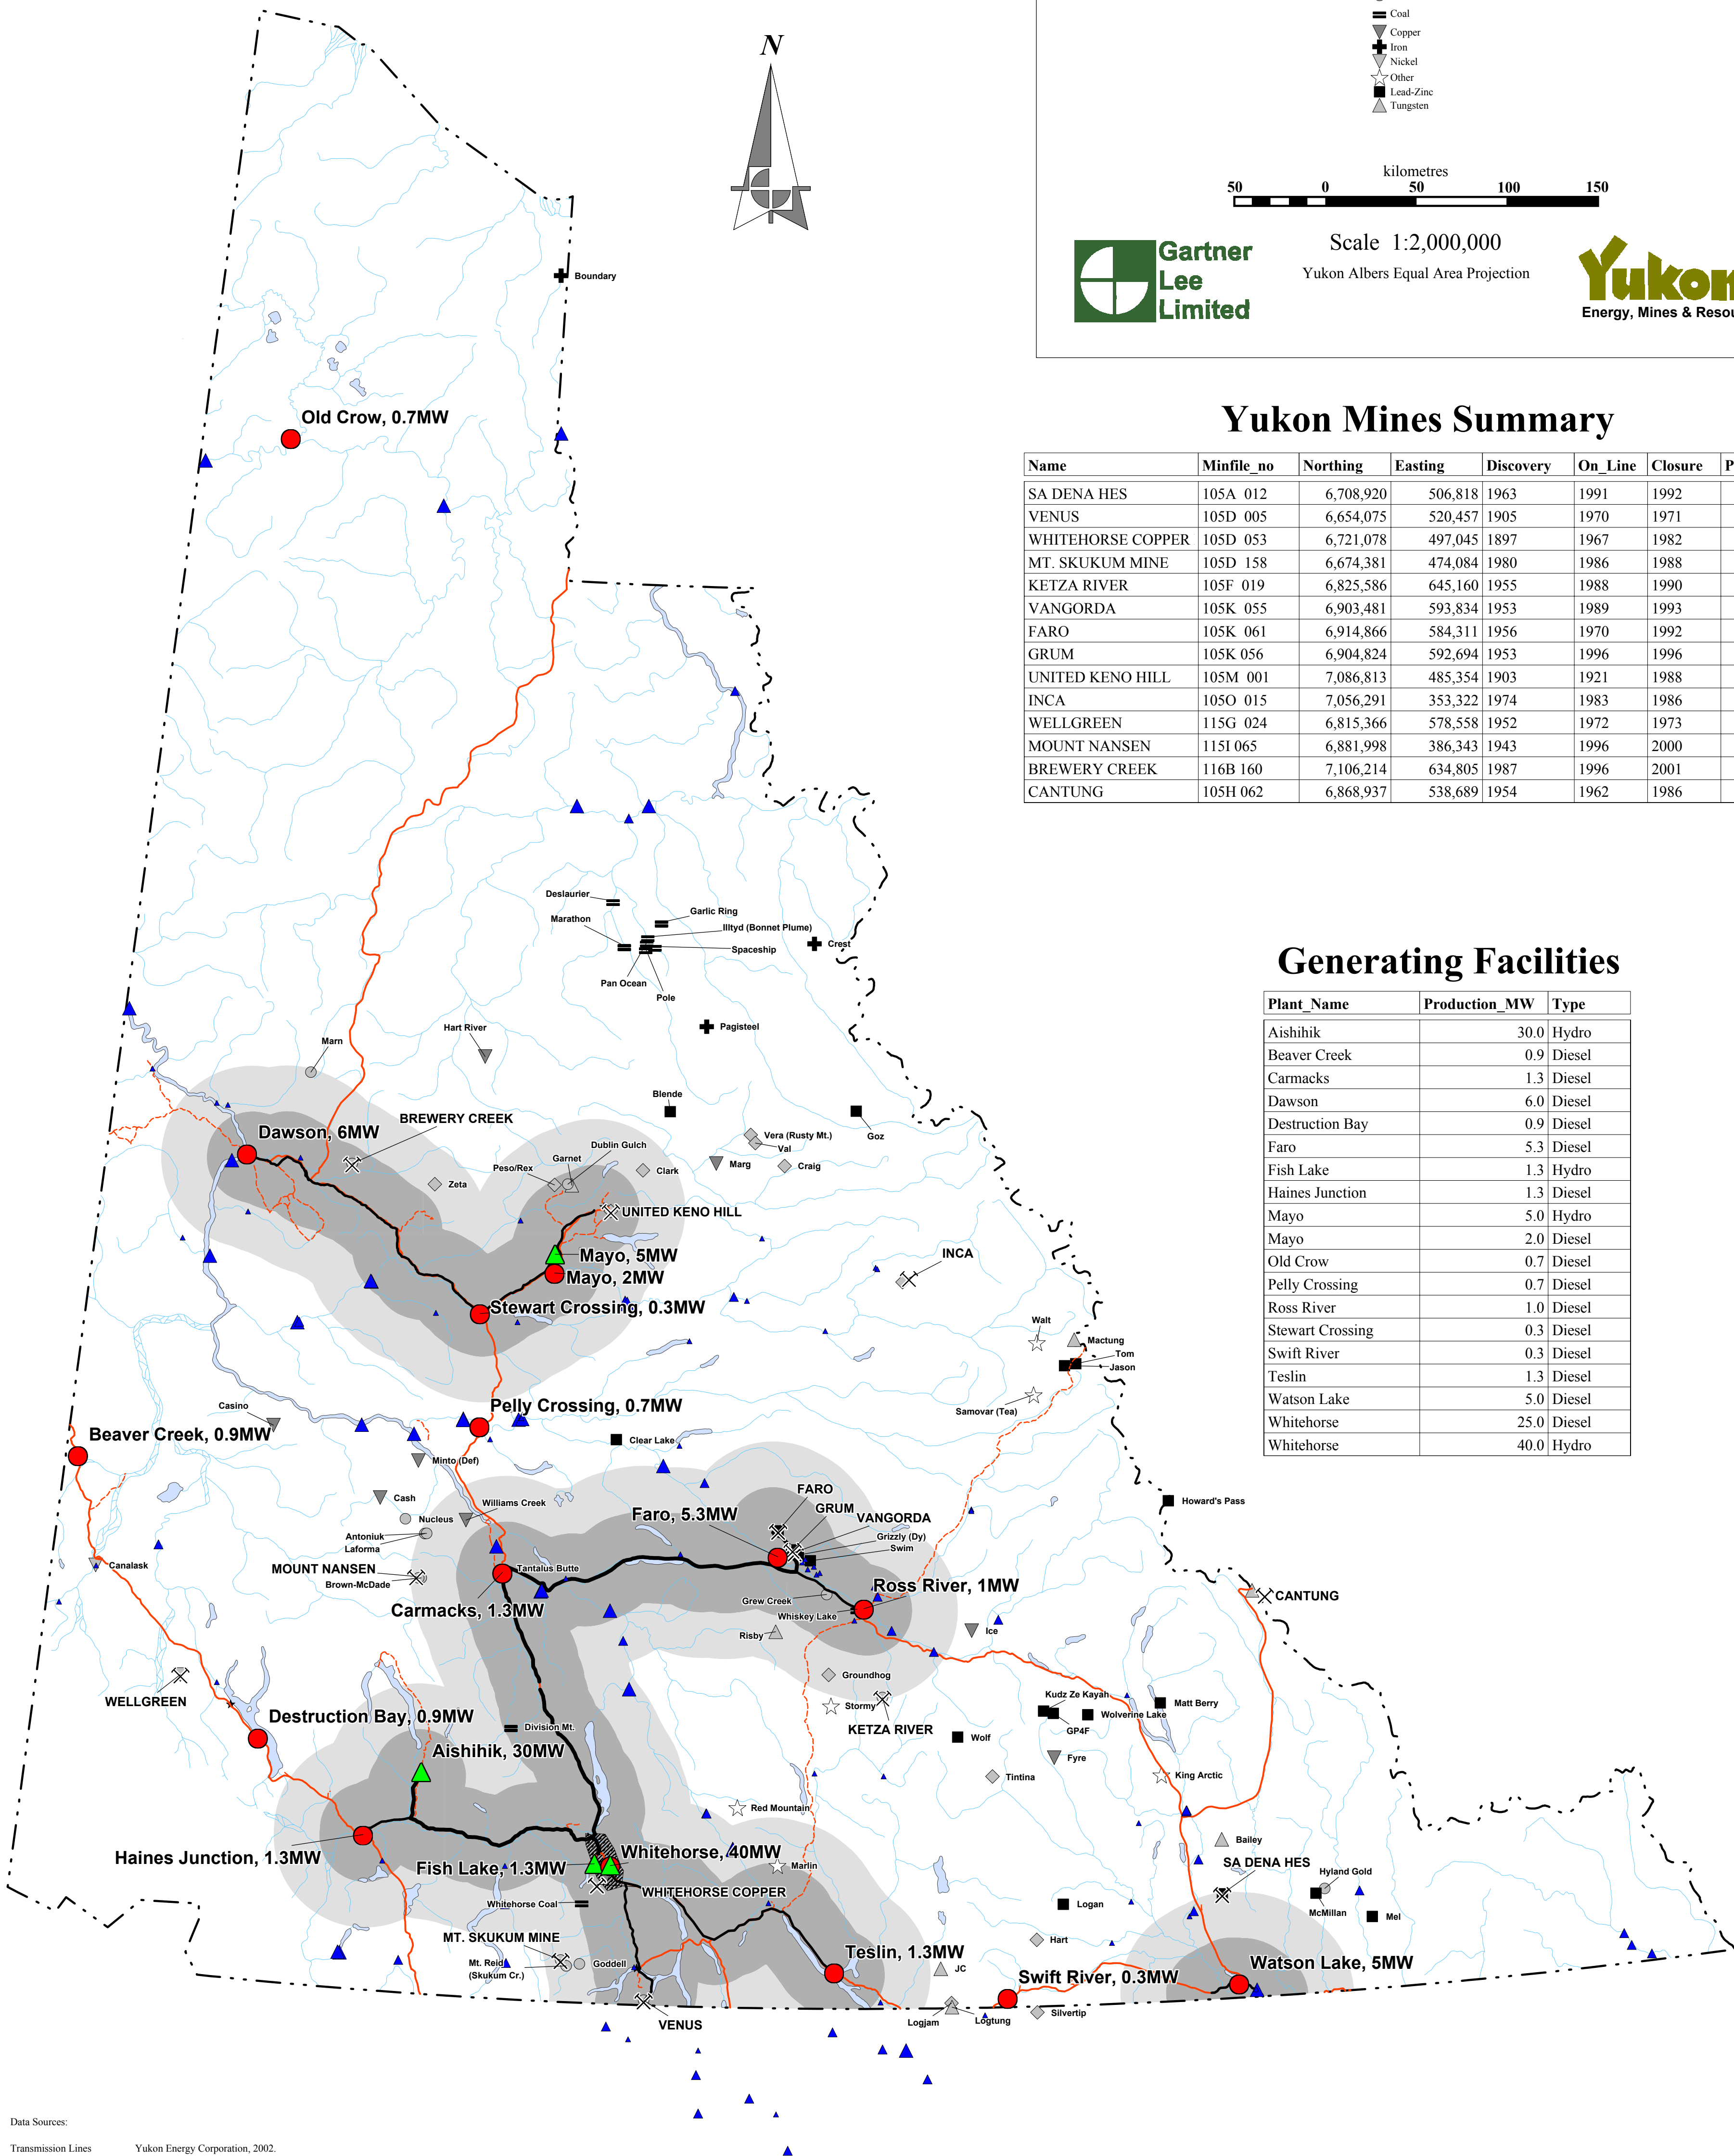 N
Coal
Copper
Iron
Nickel
Other
Lead-Zinc
Tungsten
kilometres
50 0 50 100 150
Scale 1:2,000,000
Yukon Albers Equal Area Projection
Gartner
Lee
Limited
Yukon
Energy, Mines &
Yukon Mines Summary
Name Minfile_no Northing Easting Discovery On_Line Closure P
SA DENA HES 105A 012 6,708,920 506,818 1963 1991 1992
VENUS 105D 005 6,654,075 520,457 1905 1970 1971
WHITEHORSE COPPER 105D 053 6,721,078 497,045 1897 1967 1982
MT. SKUKUM MINE 105D 158 6,674,381 474,084 1980 1986 1988
KETZA RIVER 105F 019 6,825,586 645,160 1955 1988 1990
VANGORDA 105K 055 6,903,481 593,834 1953 1989 1993
FARO 105K 061 6,914,866 584,311 1956 1970 1992
GRUM 105K 056 6,904,824 592,694 1953 1996 1996
UNITED KENO HILL 105M 001 7,086,813 485,354 1903 1921 1988
INCA 105O 015 7,056,291 353,322 1974 1983 1986
WELLGREEN 115G 024 6,815,366 578,558 1952 1972 1973
MOUNT NANSEN 115I 065 6,881,998 386,343 1943 1996 2000
BREWERY CREEK 116B 160 7,106,214 634,805 1987 1996 2001
CANTUNG 105H 062 6,868,937 538,689 1954 1962 1986
Generating Facilities
Plant_Name Production_MW Type
Aishihik 30.0 Hydro
Beaver Creek 0.9 Diesel
Carmacks 1.3 Diesel
Dawson 6.0 Diesel
Destruction Bay 0.9 Diesel
Faro 5.3 Diesel
Fish Lake 1.3 Hydro
Haines Junction 1.3 Diesel
Mayo 5.0 Hydro
Mayo 2.0 Diesel
Old Crow 0.7 Diesel
Pelly Crossing 0.7 Diesel
Ross River 1.0 Diesel
Stewart Crossing 0.3 Diesel
Swift River 0.3 Diesel
Teslin 1.3 Diesel
Watson Lake 5.0 Diesel
Whitehorse 25.0 Diesel
Whitehorse 40.0 Hydro
Boundary
Old Crow, 0.7MW
Deslaurier
Garlic Ring
Marathon
Illtyd (Bonnet Plume)
Crest
Spaceship
Pan Ocean
Pole
Pagisteel
Hart River
Marn
Blende
Goz
BREWERY CREEK
Dawson, 6MW
Vera (Rusty Mt.)
Val
Dublin Gulch
Garnet
Peso/Rex
Clark
Marg
Craig
Zeta
UNITED KENO HILL
Mayo, 5MW
Mayo, 2MW
INCA
Stewart Crossing, 0.3MW
Walt
Mactung
Tom
Jason
Samovar (Tea)
Casino
Pelly Crossing, 0.7MW
Beaver Creek, 0.9MW
Clear Lake
Minto (Def)
Cash
Williams Creek
Nucleus
Antoniuk
Laforma
FARO
GRUM
Faro, 5.3MW
VANGORDA
Grizzly (Dy)
Swim
Howard's Pass
Canalask
MOUNT NANSEN
Brown-McDade
Tantalus Butte
Carmacks, 1.3MW
Ross River, 1MW
Grew Creek
Whiskey Lake
CANTUNG
Risby
Ice
Groundhog
WELLGREEN
Stormy
KETZA RIVER
Kudz Ze Kayah
GP4F
Wolverine Lake
Matt Berry
Destruction Bay, 0.9MW
Division Mt.
Wolf
Aishihik, 30MW
Fyre
Tintina
King Arctic
Red Mountain
Haines Junction, 1.3MW
Fish Lake, 1.3MW
Whitehorse, 40MW
Marlin
Bailey
SA DENA HES
Hyland Gold
McMillan
WHITEHORSE COPPER
Whitehorse Coal
Logan
Mel
MT. SKUKUM MINE
Hart
Mt. Reid
(Skukum Cr.)
Goddell
Teslin, 1.3MW
JC
Swift River, 0.3MW
Watson Lake, 5MW
VENUS
Logjam
Logtung
Silvertip
Data Sources:
Transmission Lines Yukon Energy Corporation, 2002.